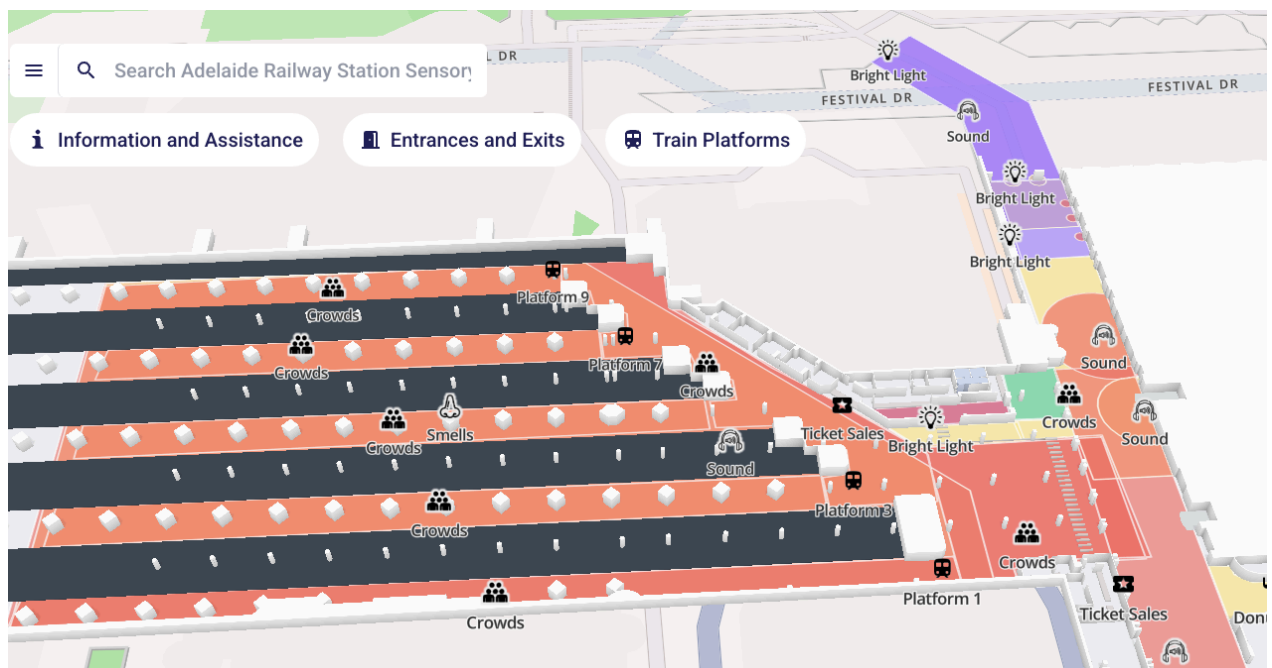 L DR
Search Adelaide Railway Station Sensory
Information and Assistance
Entrances and Exits
Train Platforms
Bright Light
FESTIVAL DR
FESTIVAL DR
Sound
Bright Light
Bright Light
Platform 9
Crowds
Sound
Platform 7
Crowds
Crowds
Crowds
Sound
Ticket Sales
Smells
Crowds
Bright Light
Sound
Platform 3
Crowds
Crowds
Platform 1
Ticket Sales
Donu
Crowds